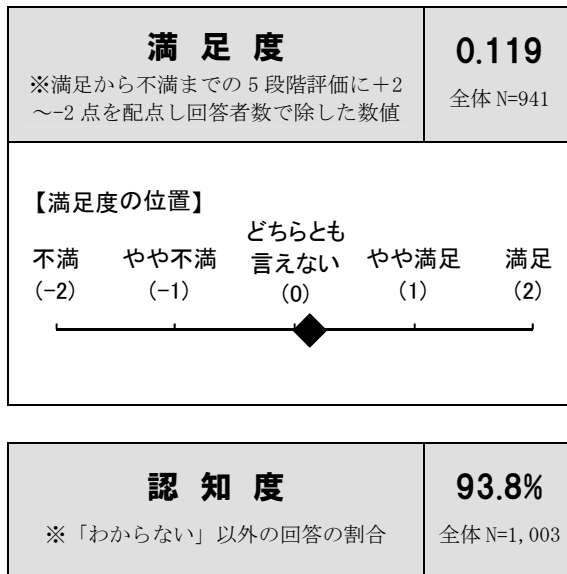 満 足 度
※満足から不満までの 5 段階評価に＋2
～-2 点を配点し回答者数で除した数値
0.119
全体 N=941
【満足度の位置】
不満 やや不満 どちらとも言えない やや満足 満足
(-2) (-1) (0) (1) (2)
認 知 度
※「わからない」以外の回答の割合
93.8%
全体 N=1,003